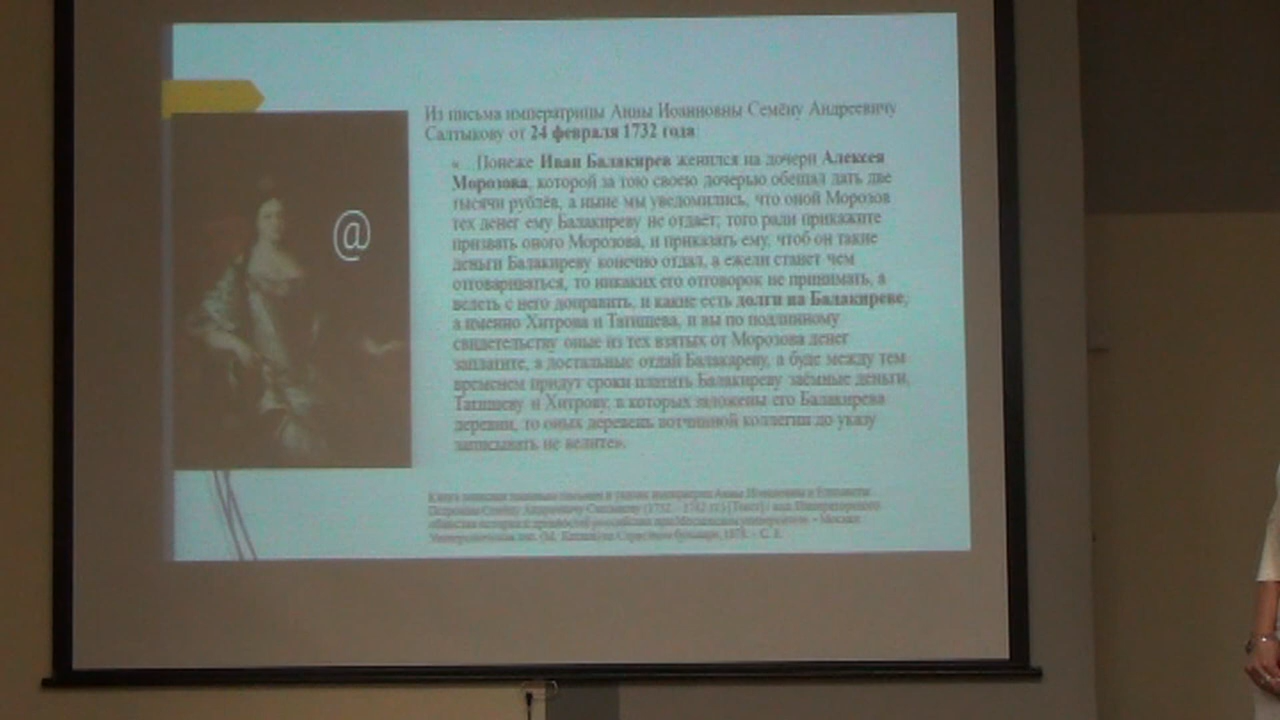 Из письма императрицы Анны Иоанновны Семёну Андреевичу
Салтыкову от 24 февраля 1732 года
« Понеже Иван Балакирев женился на дочери Алексея
Морозова, которой за тою своею дочерью обещал дать две
тысячи рублёв, а ныне мы уведомились, что оной Морозов
тех денег ему Балакиреву не отдаёт; того ради прикажите
призвать оного Морозова, и приказать ему, чтоб он такие
деньги Балакиреву конечно отдал, а ежели станет чем
отговариваться, то никаких его отговорок не принимать, а
велеть с него доправить, и какие есть долги на Балакиреве,
а именно Хитрова и Татищева, и вы по подлинному
свидетельству оные из тех взятых от Морозова денег
заплатите, а достальные отдай Балакареву, а буде между тем
временем придут сроки платить Балакиреву заёмные деньги,
Татищеву и Хитрову, в которых заложены его Балакирева
деревни, то оных деревень вотчинной коллегии до указу
записывать не велите».
@